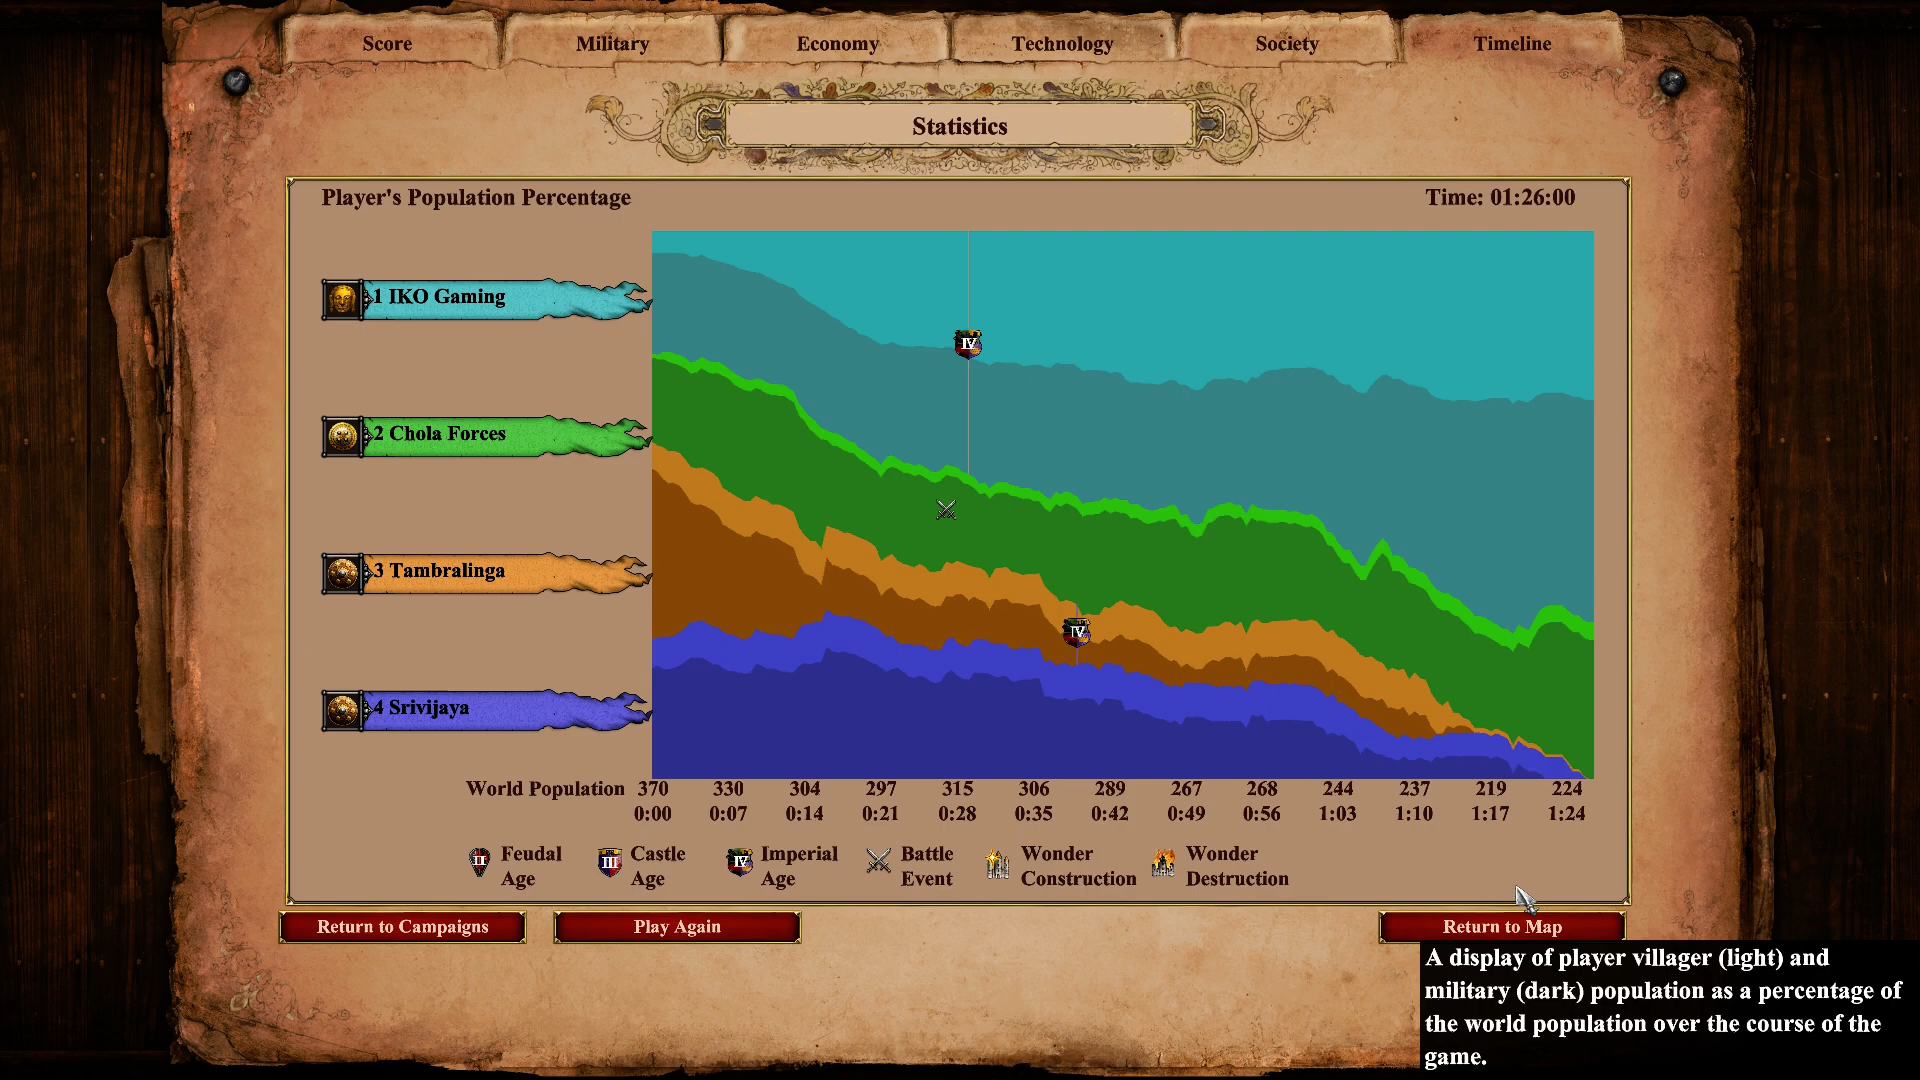 Score Military Economy Technology Society Timeline
Statistics
Player's Population Percentage Time: 01:26:00
1 IKO Gaming
2 Chola Forces
3 Tambralinga
4 Srivijaya
IV
IV
World Population 370 330 304 297 315 306 289 267 268 244 237 219 224
0:00 0:07 0:14 0:21 0:28 0:35 0:42 0:49 0:56 1:03 1:10 1:17 1:24
II Feudal Age
III Castle Age
IV Imperial Age
Battle Event
Wonder Construction
Wonder Destruction
Return to Campaigns Play Again Return to Map
A display of player villager (light) and
military (dark) population as a percentage of
the world population over the course of the
game.